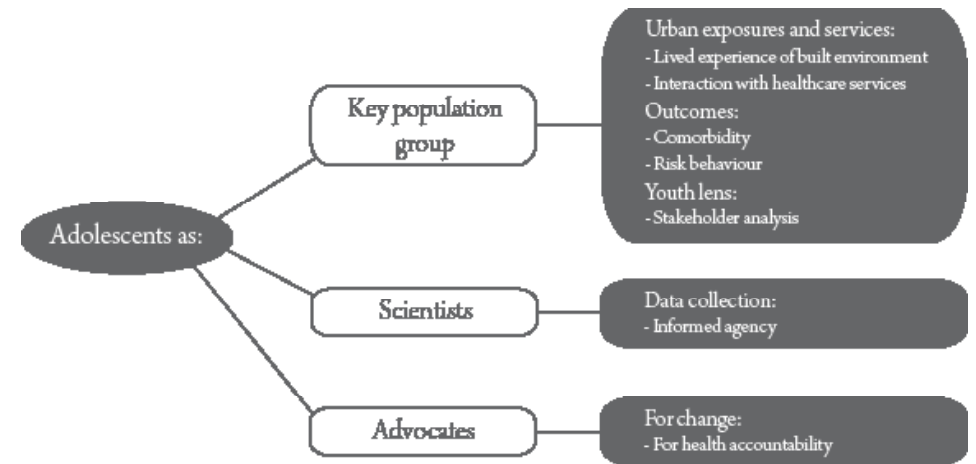 Adolescents as:
Key population
group
Urban exposures and services:
- Lived experience of built environment
- Interaction with healthcare services
Outcomes:
- Comorbidity
- Risk behaviour
Youth lens:
- Stakeholder analysis
Scientists
Data collection:
- Informed agency
Advocates
For change:
- For health accountability